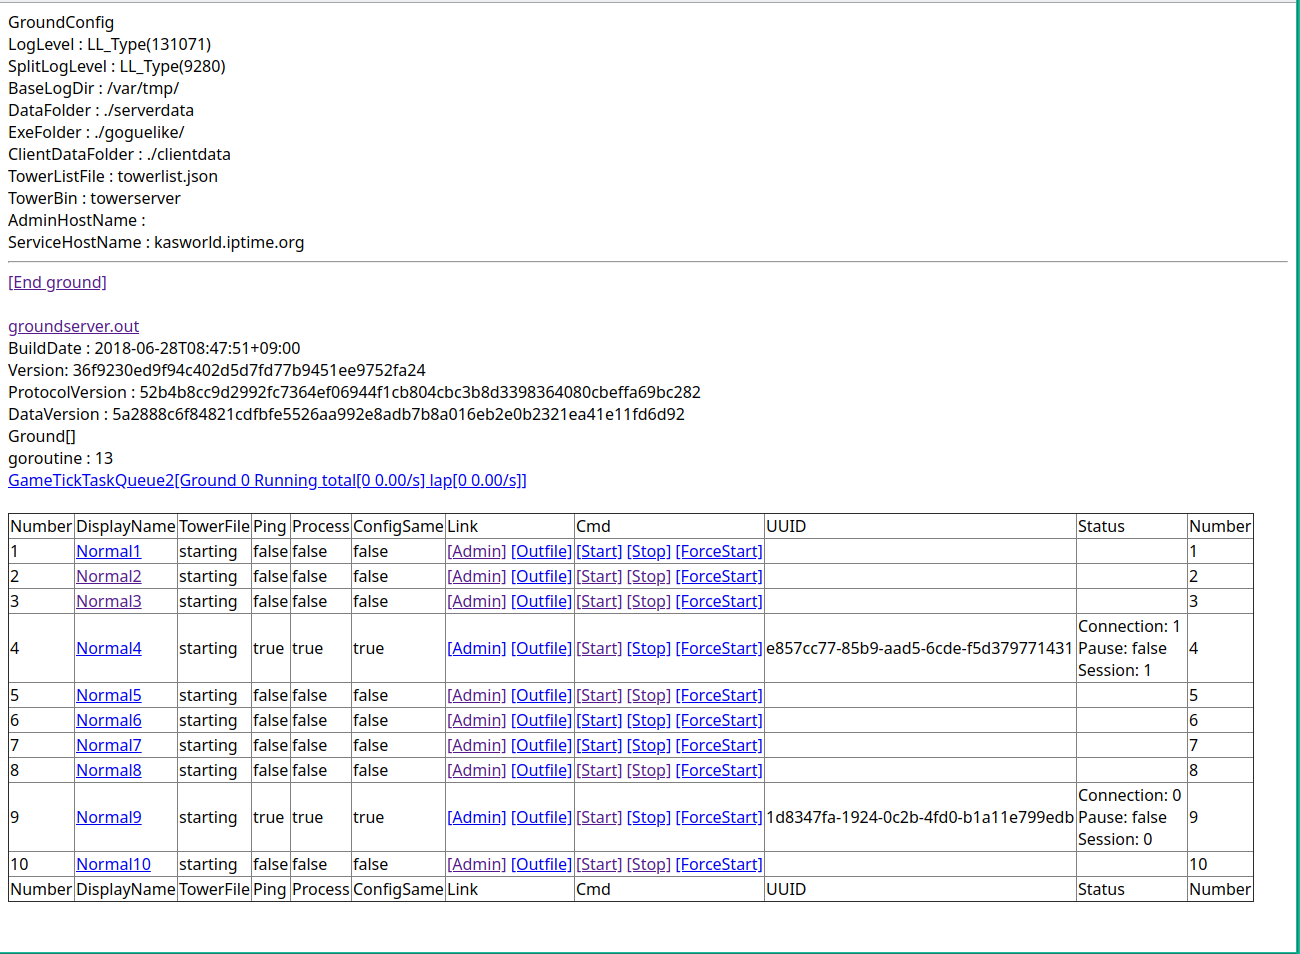 GroundConfig
LogLevel : LL_Type(131071)
SplitLogLevel : LL_Type(9280)
BaseLogDir : /var/tmp/
DataFolder : ./serverdata
ExeFolder : ./goguelike/
ClientDataFolder : ./clientdata
TowerListFile : towerlist.json
TowerBin : towerserver
AdminHostName :
ServiceHostName : kasworld.iptime.org
[End ground]
groundserver.out
BuildDate : 2018-06-28T08:47:51+09:00
Version: 36f9230ed9f94c402d5d7fd77b9451ee9752fa24
ProtocolVersion : 52b4b8cc9d2992fc7364ef06944f1cb804cbc3b8d3398364080cbeffa69bc282
DataVersion : 5a2888c6f84821cdfbfe5526aa992e8adb7b8a016eb2e0b2321ea41e11fd6d92
Ground[]
goroutine : 13
GameTickTaskQueue2[Ground 0 Running total[0 0.00/s] lap[0 0.00/s]]
Number DisplayName TowerFile Ping Process ConfigSame Link Cmd UUID Status Number
1 Normal1 starting false false false [Admin] [Outfile] [Start] [Stop] [ForceStart] 1
2 Normal2 starting false false false [Admin] [Outfile] [Start] [Stop] [ForceStart] 2
3 Normal3 starting false false false [Admin] [Outfile] [Start] [Stop] [ForceStart] 3
Connection: 1
4 Normal4 starting true true true [Admin] [Outfile] [Start] [Stop] [ForceStart] e857cc77-85b9-aad5-6cde-f5d379771431 Pause: false 4
Session: 1
5 Normal5 starting false false false [Admin] [Outfile] [Start] [Stop] [ForceStart] 5
6 Normal6 starting false false false [Admin] [Outfile] [Start] [Stop] [ForceStart] 6
7 Normal7 starting false false false [Admin] [Outfile] [Start] [Stop] [ForceStart] 7
8 Normal8 starting false false false [Admin] [Outfile] [Start] [Stop] [ForceStart] 8
Connection: 0
9 Normal9 starting true true true [Admin] [Outfile] [Start] [Stop] [ForceStart] 1d8347fa-1924-0c2b-4fd0-b1a11e799edb Pause: false 9
Session: 0
10 Normal10 starting false false false [Admin] [Outfile] [Start] [Stop] [ForceStart] 10
Number DisplayName TowerFile Ping Process ConfigSame Link Cmd UUID Status Number